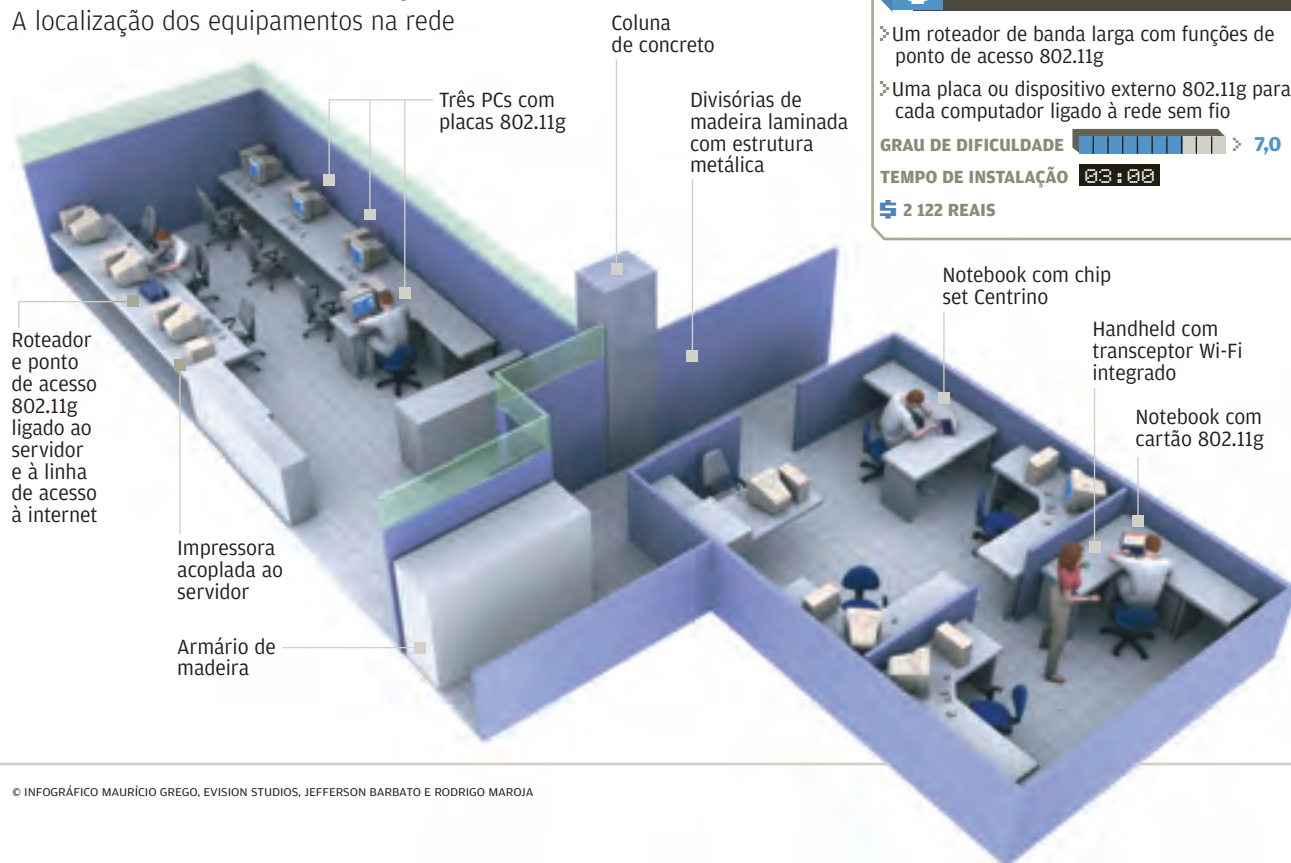 A localização dos equipamentos na rede
Coluna
de concreto
Três PCs com
placas 802.11g
Divisórias de
madeira laminada
com estrutura
metálica
>Um roteador de banda larga com funções de
ponto de acesso 802.11g
>Uma placa ou dispositivo externo 802.11g para
cada computador ligado à rede sem fio
GRAU DE DIFICULDADE > 7,0
TEMPO DE INSTALAÇÃO 03:00
$ 2 122 REAIS
Notebook com chip
set Centrino
Handheld com
transceptor Wi-Fi
integrado
Notebook com
cartão 802.11g
Roteador
e ponto
de acesso
802.11g
ligado ao
servidor
e à linha
de acesso
à internet
Impressora
acoplada ao
servidor
Armário de
madeira
© INFOGRÁFICO MAURÍCIO GREGO, EVISION STUDIOS, JEFFERSON BARBATO E RODRIGO MAROJA